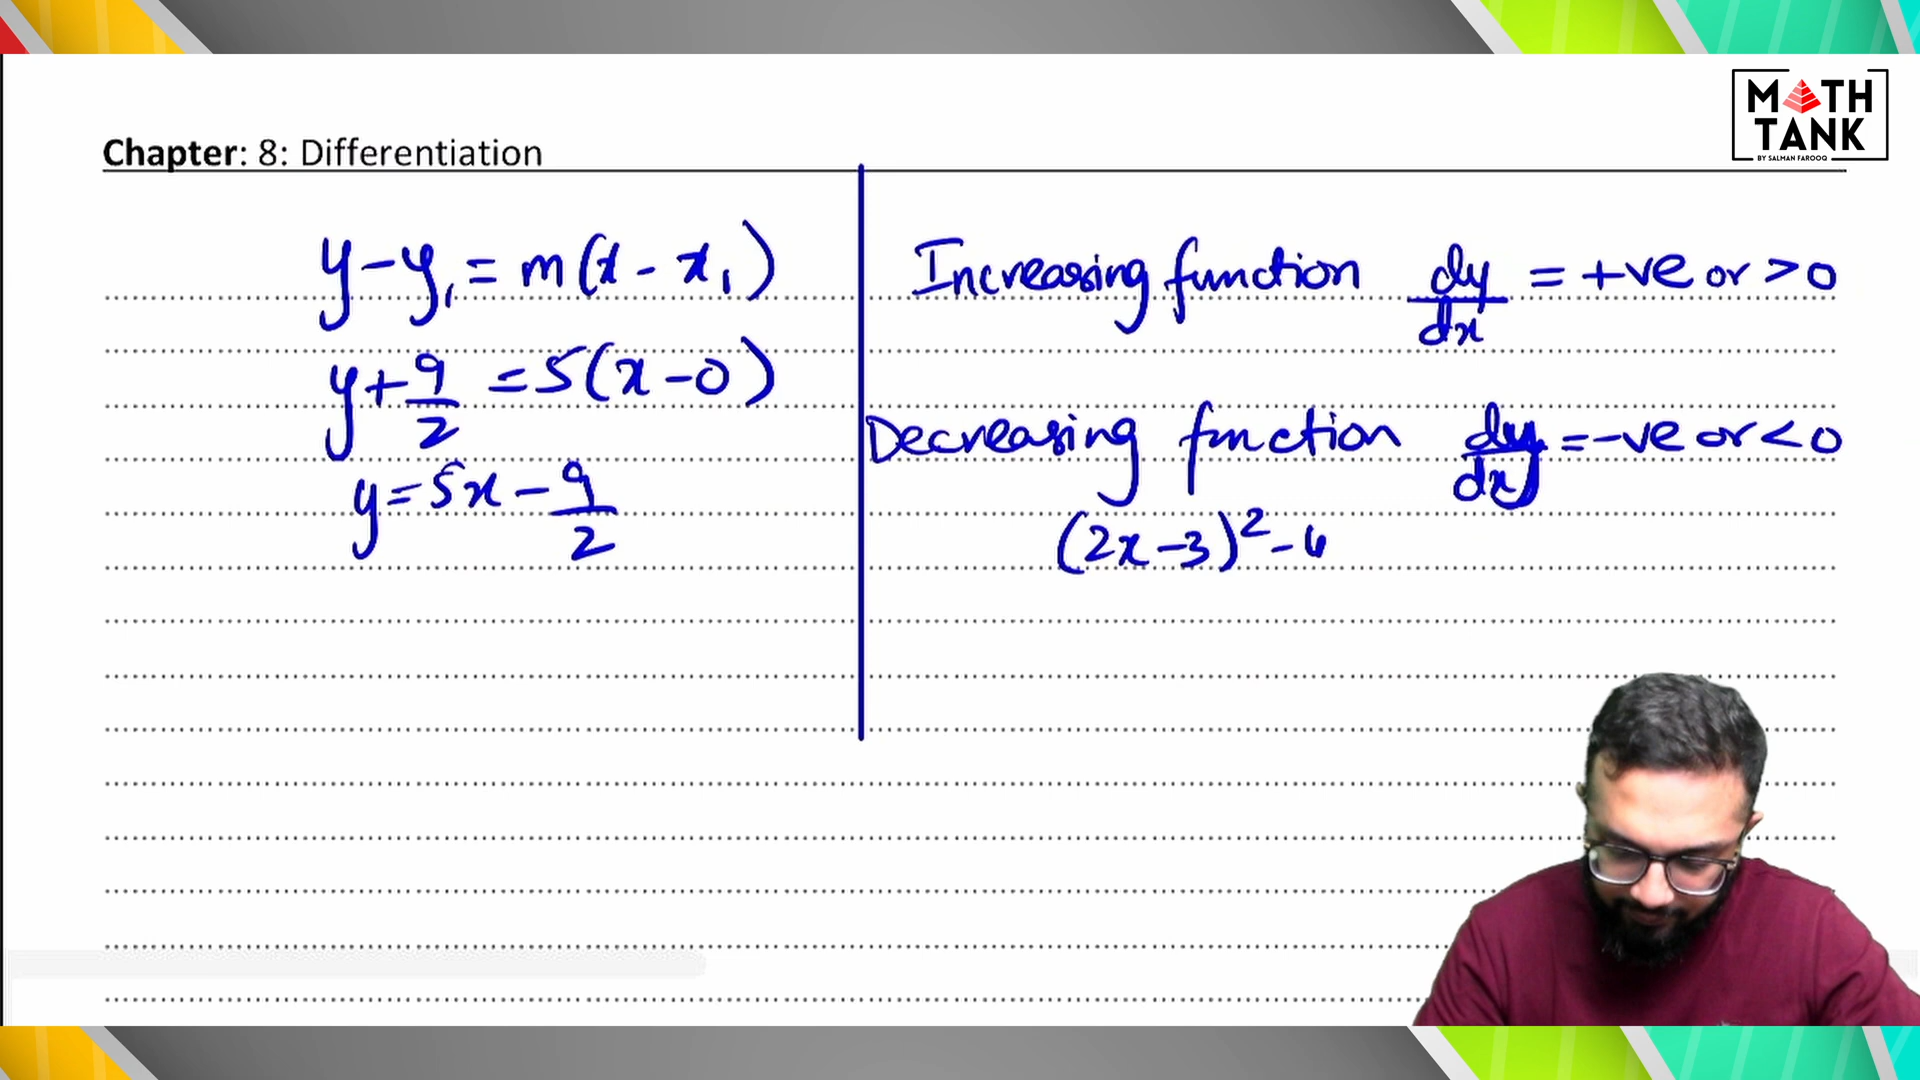 MATH
TANK
BY SALMAN FAROOQ
Chapter: 8: Differentiation
y-y₁ = m(x - x₁)
y+9/2 = 5(x-0)
y = 5x - 9/2
Increasing function dy/dx = +ve or >0
Decreasing function dy/dx = -ve or <0
(2x-3)² - 6